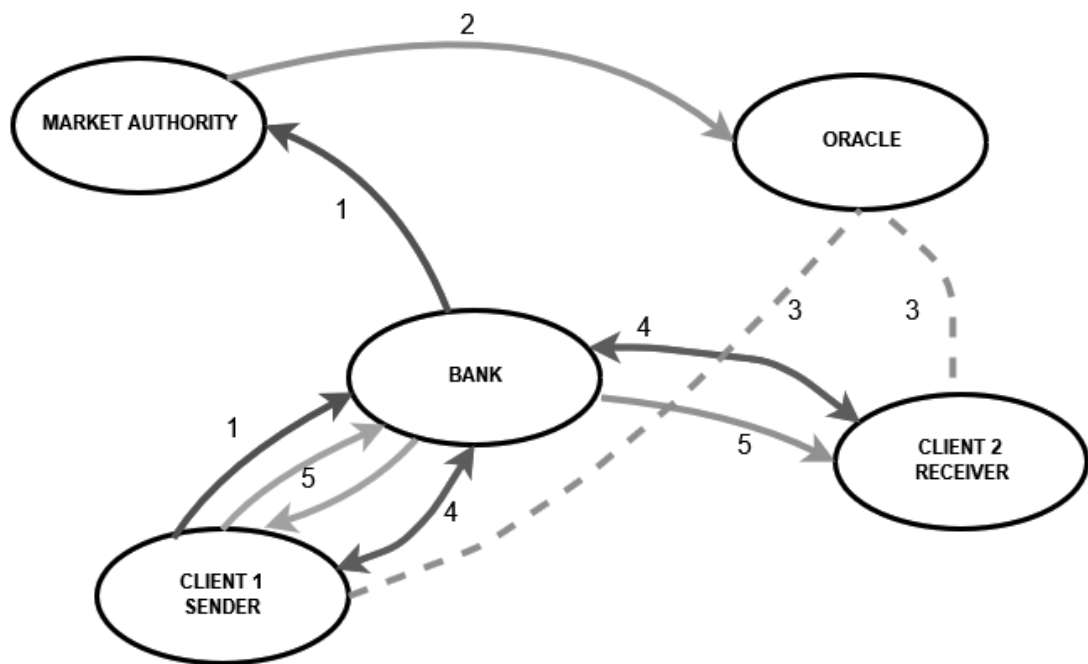 2
MARKET AUTHORITY
ORACLE
1
3
3
4
BANK
1
5
CLIENT 2
RECEIVER
5
4
CLIENT 1
SENDER